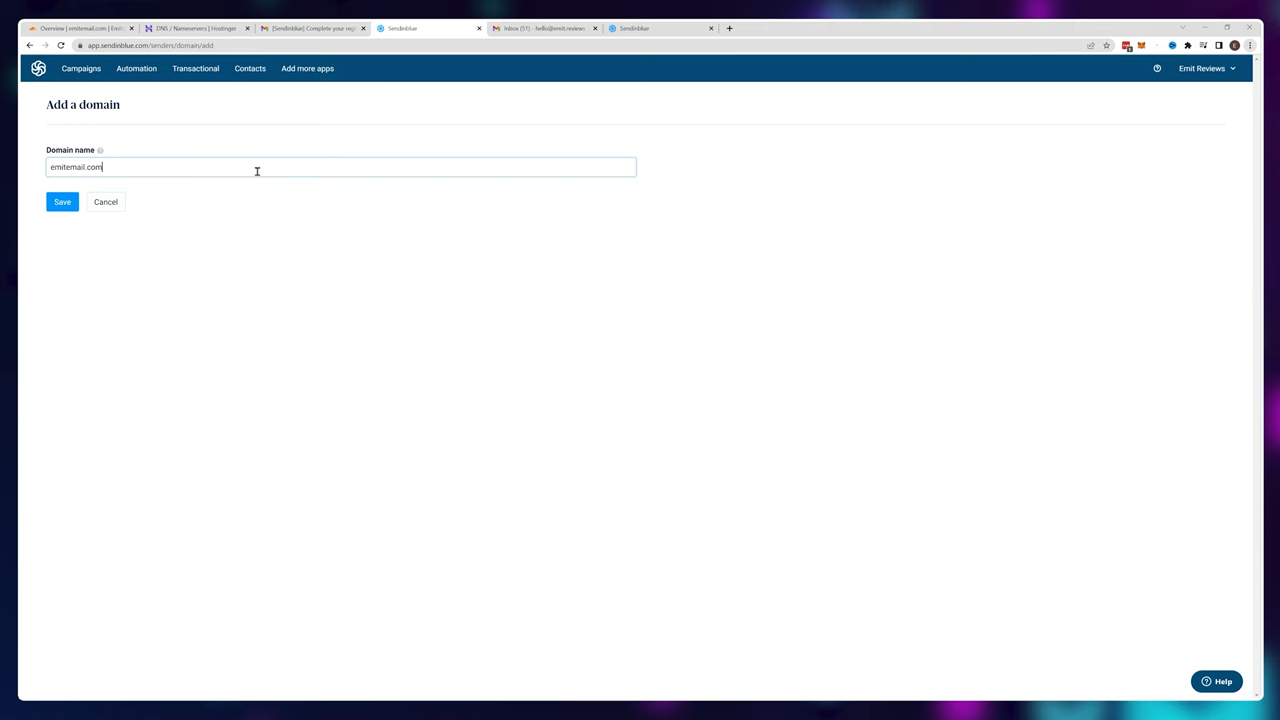 Overview | emitemail.com | Emit
DNS / Nameservers | Hostinger
[Sendinblue] Complete your regi
Sendinblue
Inbox (51) - hello@emit.reviews
Sendinblue
app.sendinblue.com/senders/domain/add
Campaigns
Automation
Transactional
Contacts
Add more apps
Emit Reviews
Add a domain
Domain name
emitemail.com
Save
Cancel
Help